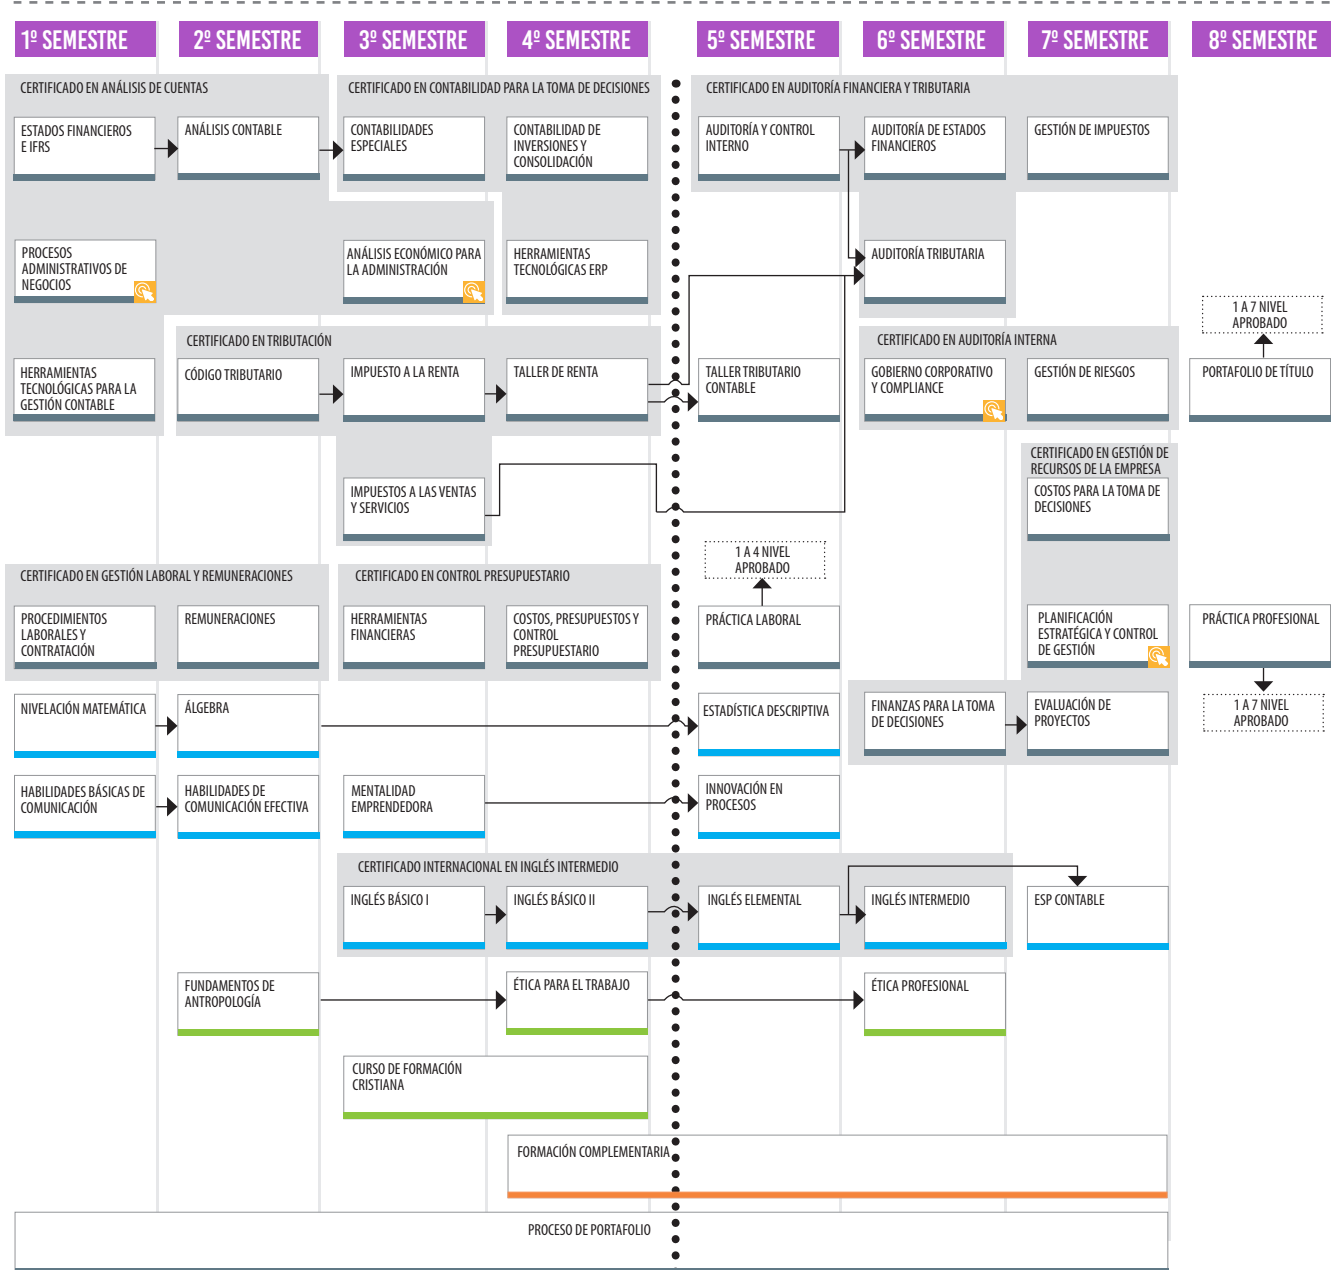 1º SEMESTRE
2º SEMESTRE
3º SEMESTRE
4º SEMESTRE
5º SEMESTRE
6º SEMESTRE
7º SEMESTRE
8º SEMESTRE
CERTIFICADO EN ANÁLISIS DE CUENTAS
CERTIFICADO EN CONTABILIDAD PARA LA TOMA DE DECISIONES
CERTIFICADO EN AUDITORÍA FINANCIERA Y TRIBUTARIA
ESTADOS FINANCIEROS
E IFRS
ANÁLISIS CONTABLE
CONTABILIDADES
ESPECIALES
CONTABILIDAD DE
INVERSIONES Y
CONSOLIDACIÓN
AUDITORÍA Y CONTROL
INTERNO
AUDITORÍA DE ESTADOS
FINANCIEROS
GESTIÓN DE IMPUESTOS
PROCESOS
ADMINISTRATIVOS DE
NEGOCIOS
ANÁLISIS ECONÓMICO PARA
LA ADMINISTRACIÓN
HERRAMIENTAS
TECNOLÓGICAS ERP
AUDITORÍA TRIBUTARIA
1 A 7 NIVEL
APROBADO
CERTIFICADO EN TRIBUTACIÓN
CERTIFICADO EN AUDITORÍA INTERNA
HERRAMIENTAS
TECNOLÓGICAS PARA LA
GESTIÓN CONTABLE
CÓDIGO TRIBUTARIO
IMPUESTO A LA RENTA
TALLER DE RENTA
TALLER TRIBUTARIO
CONTABLE
GOBIERNO CORPORATIVO
Y COMPLIANCE
GESTIÓN DE RIESGOS
PORTAFOLIO DE TÍTULO
CERTIFICADO EN GESTIÓN DE
RECURSOS DE LA EMPRESA
IMPUESTOS A LAS VENTAS
Y SERVICIOS
COSTOS PARA LA TOMA DE
DECISIONES
1 A 4 NIVEL
APROBADO
CERTIFICADO EN GESTIÓN LABORAL Y REMUNERACIONES
CERTIFICADO EN CONTROL PRESUPUESTARIO
PROCEDIMIENTOS
LABORALES Y
CONTRATACIÓN
REMUNERACIONES
HERRAMIENTAS
FINANCIERAS
COSTOS, PRESUPUESTOS Y
CONTROL
PRESUPUESTARIO
PRÁCTICA LABORAL
PLANIFICACIÓN
ESTRATÉGICA Y CONTROL
DE GESTIÓN
PRÁCTICA PROFESIONAL
NIVELACIÓN MATEMÁTICA
ÁLGEBRA
ESTADÍSTICA DESCRIPTIVA
FINANZAS PARA LA TOMA
DE DECISIONES
EVALUACIÓN DE
PROYECTOS
1 A 7 NIVEL
APROBADO
HABILIDADES BÁSICAS DE
COMUNICACIÓN
HABILIDADES DE
COMUNICACIÓN EFECTIVA
MENTALIDAD
EMPRENDEDORA
INNOVACIÓN EN
PROCESOS
CERTIFICADO INTERNACIONAL EN INGLÉS INTERMEDIO
INGLÉS BÁSICO I
INGLÉS BÁSICO II
INGLÉS ELEMENTAL
INGLÉS INTERMEDIO
ESP CONTABLE
FUNDAMENTOS DE
ANTROPOLOGÍA
ÉTICA PARA EL TRABAJO
ÉTICA PROFESIONAL
CURSO DE FORMACIÓN
CRISTIANA
FORMACIÓN COMPLEMENTARIA
PROCESO DE PORTAFOLIO